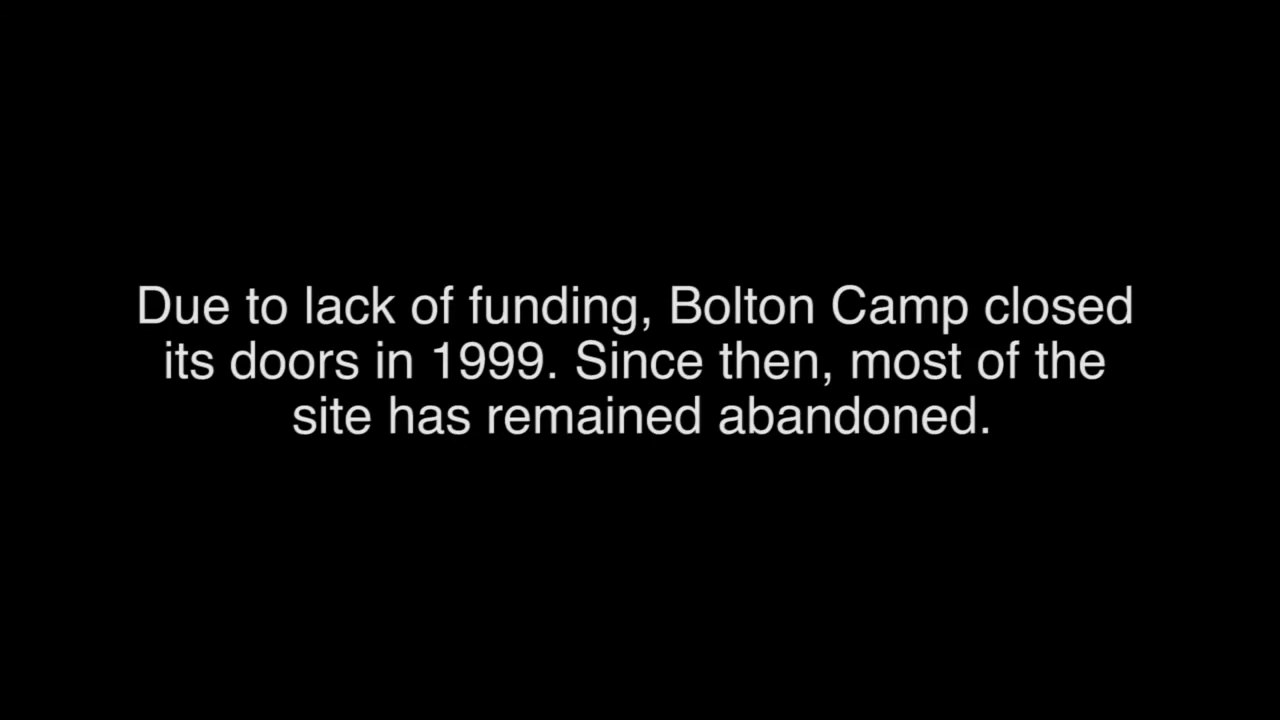 Due to lack of funding, Bolton Camp closed
its doors in 1999. Since then, most of the
site has remained abandoned.